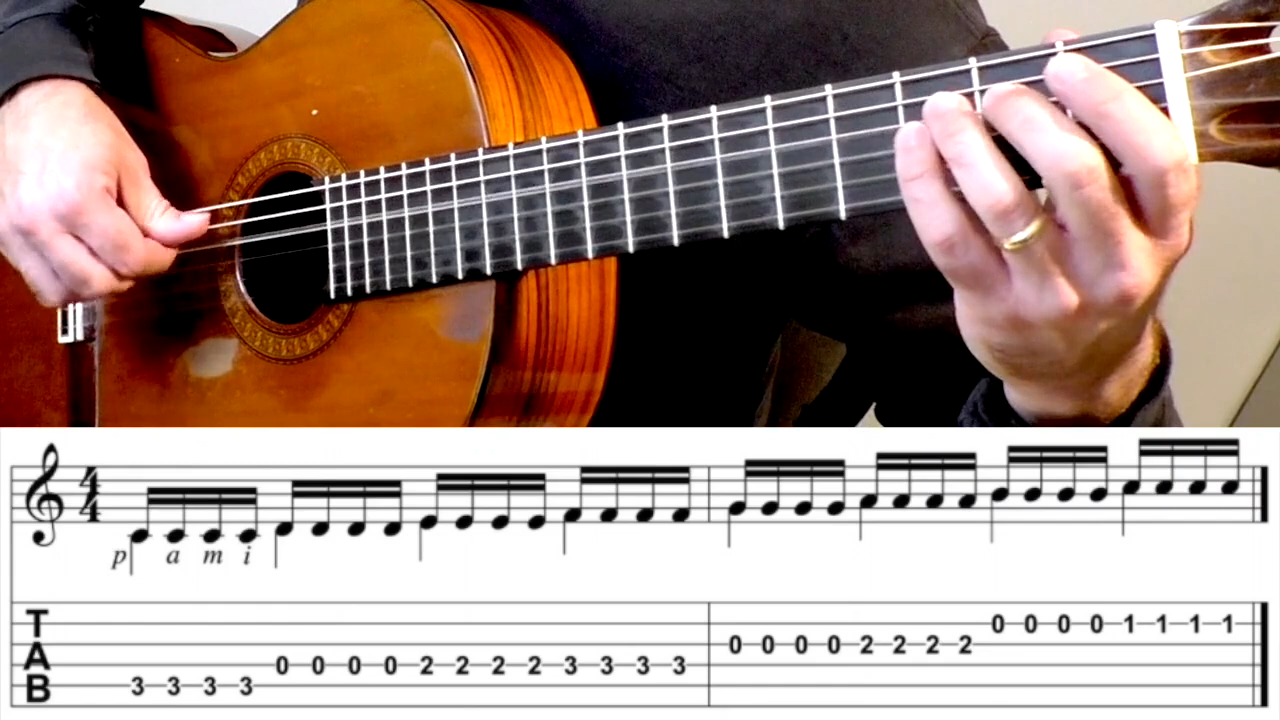 4
4
p a m i
T
A
B
0 0 0 0 1 1 1 1
0 0 0 0 2 2 2 2
0 0 0 0 2 2 2 2 3 3 3 3
3 3 3 3